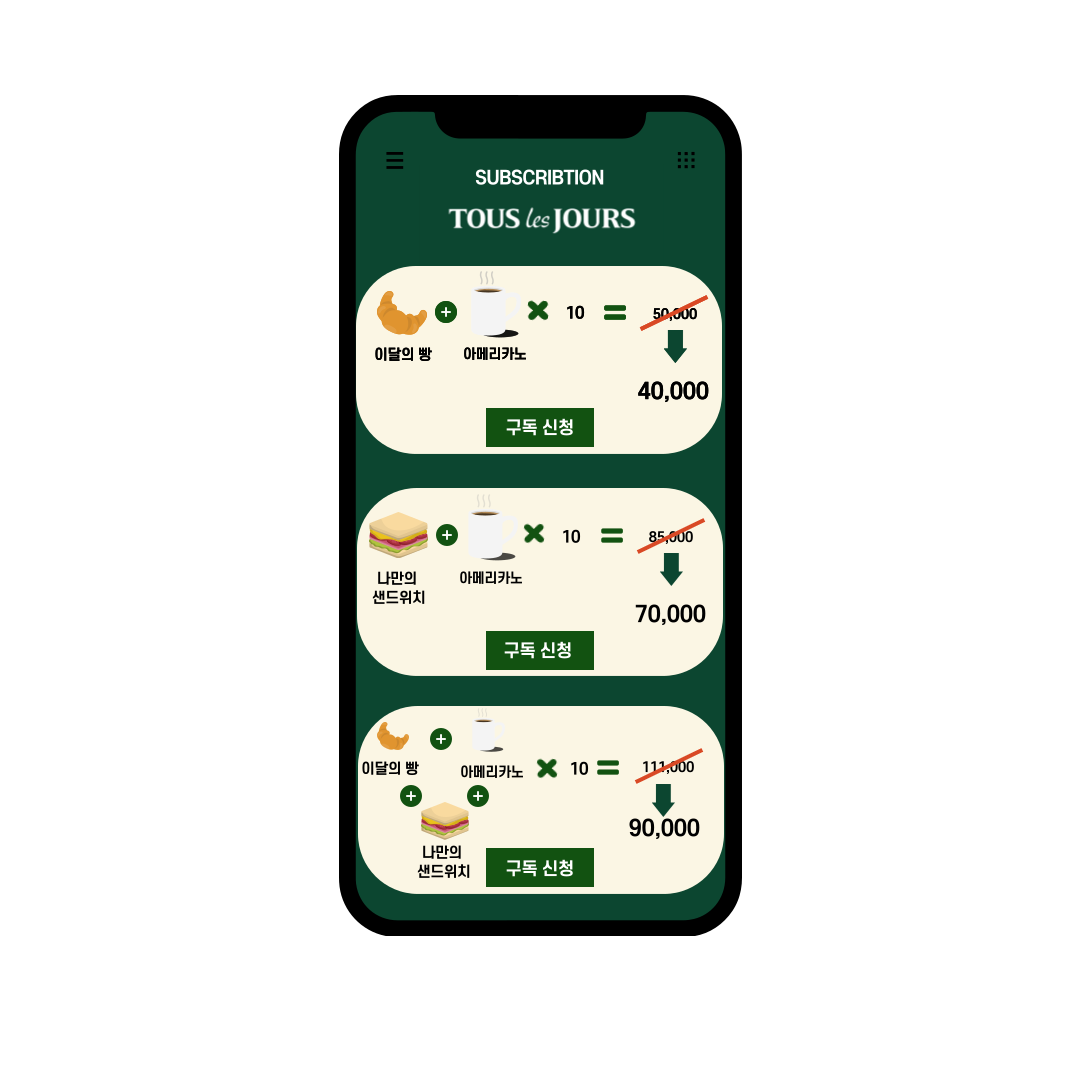 SUBSCRIBTION
TOUS les JOURS
10
50,000
이달의 빵
아메리카노
40,000
구독 신청
10
85,000
나만의
샌드위치
아메리카노
70,000
구독 신청
이달의 빵
아메리카노
10
111,000
90,000
나만의
샌드위치
구독 신청